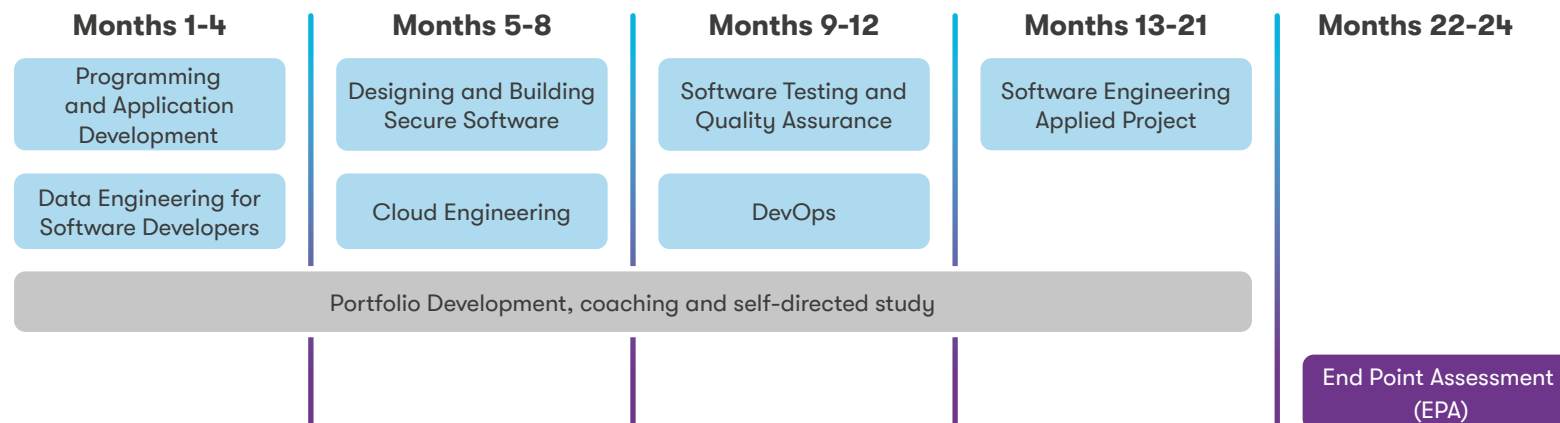 Months 1-4
Months 5-8
Months 9-12
Months 13-21
Months 22-24
Programming
and Application
Development
Designing and Building
Secure Software
Software Testing and
Quality Assurance
Software Engineering
Applied Project
Data Engineering for
Software Developers
Cloud Engineering
DevOps
Portfolio Development, coaching and self-directed study
End Point Assessment
(EPA)